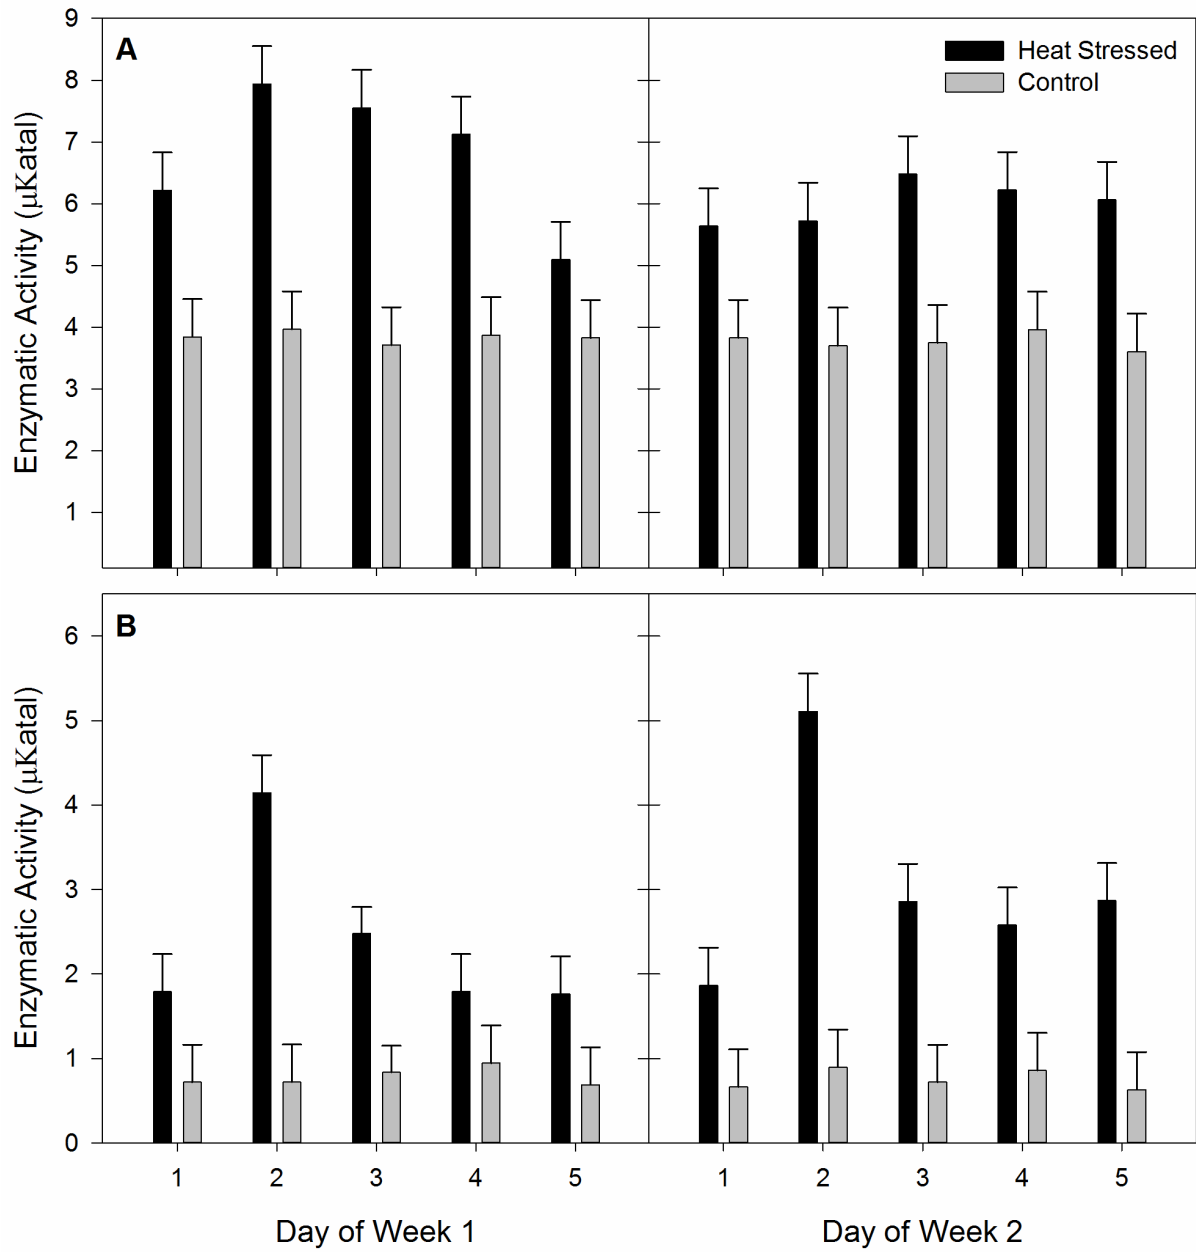 A
Heat Stressed
Control
Enzymatic Activity (μKatal)
9
8
7
6
5
4
3
2
1
B
Enzymatic Activity (μKatal)
6
5
4
3
2
1
0
1 2 3 4 5 1 2 3 4 5
Day of Week 1 Day of Week 2